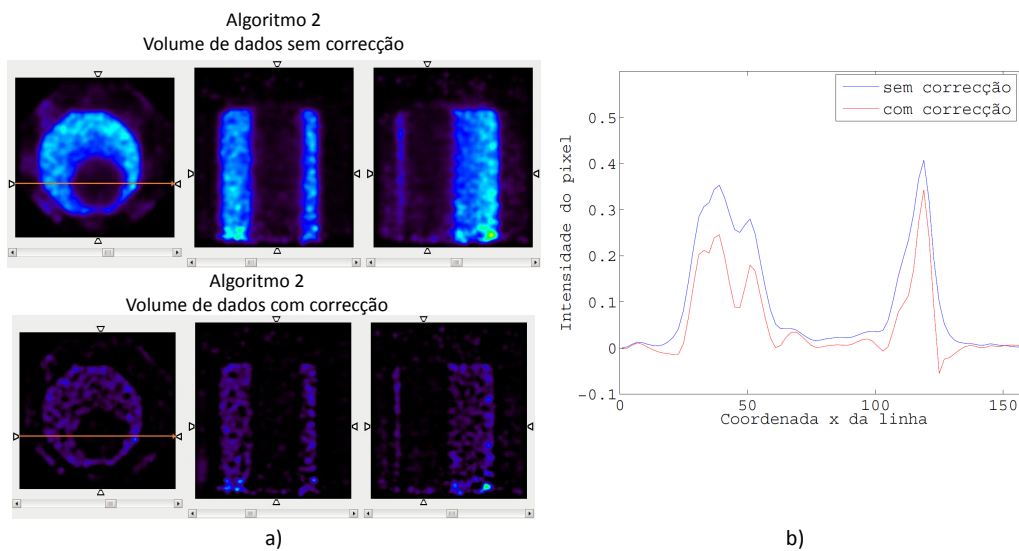 Algoritmo 2
Volume de dados sem correcção
Algoritmo 2
Volume de dados com correcção
a)
sem correcção
com correcção
Intensidade do pixel
0.5
0.4
0.3
0.2
0.1
0
-0.1
0
50
100
150
Coordenada x da linha
b)